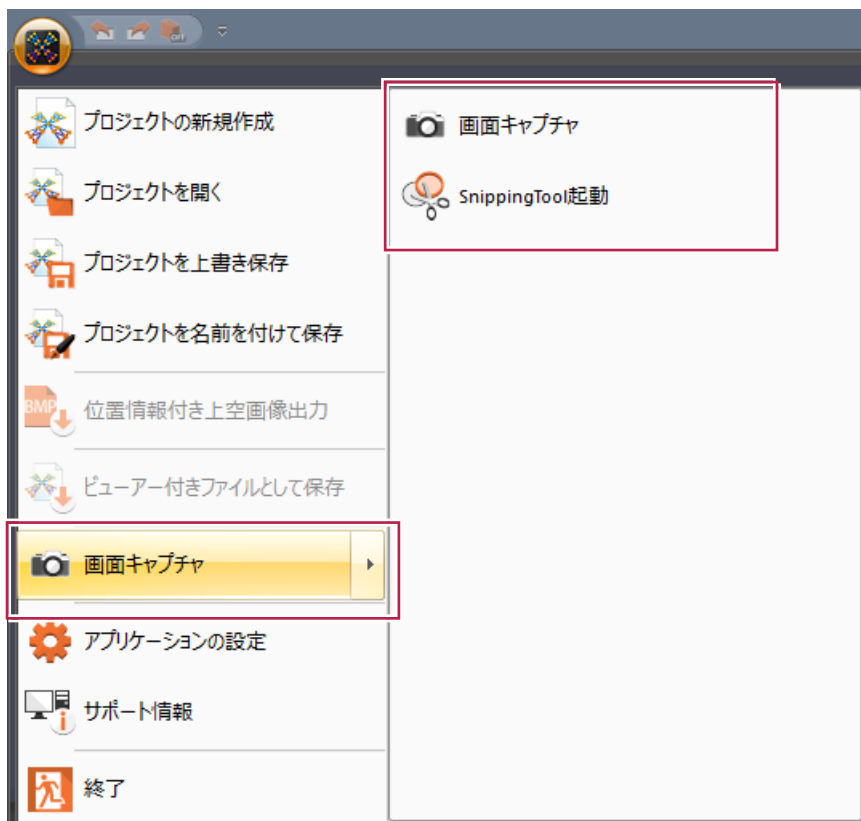 OFF
プロジェクトの新規作成
プロジェクトを開く
プロジェクトを上書き保存
プロジェクトを名前を付けて保存
BMP
位置情報付き上空画像出力
ビューアー付きファイルとして保存
画面キャプチャ
アプリケーションの設定
サポート情報
終了
画面キャプチャ
SnippingTool起動